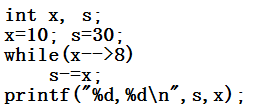 int x, s;
x=10; s=30;
while(x-->8)
    s-=x;
printf("%d,%d\n",s,x);